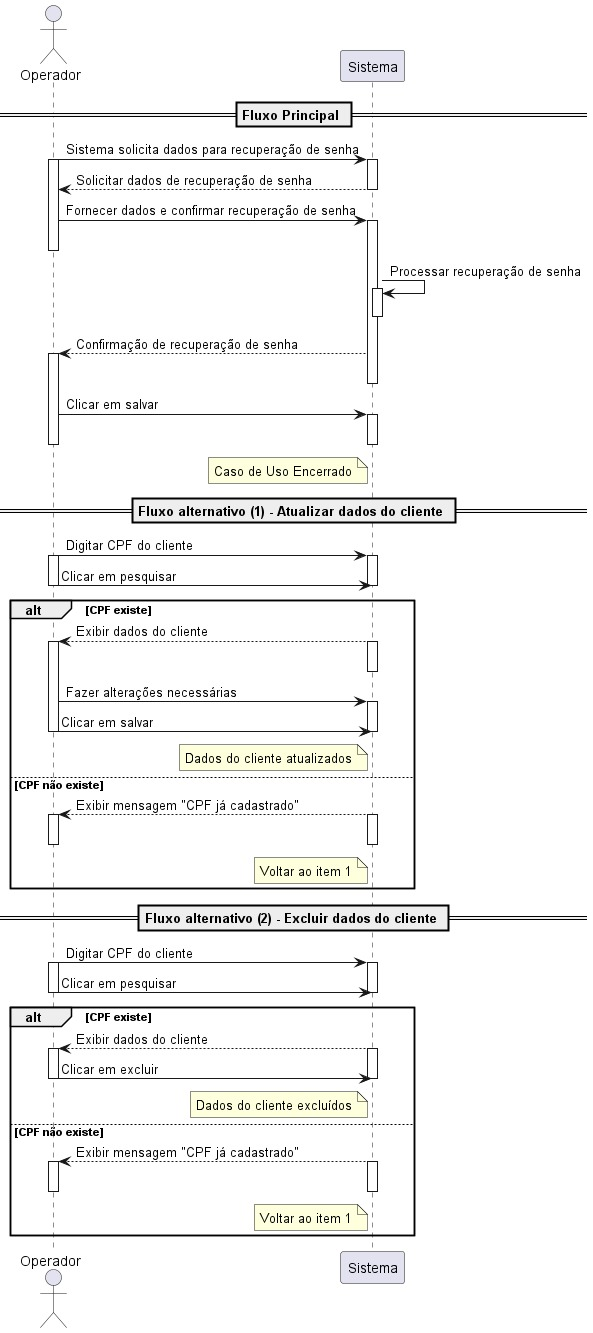 Operador
Sistema
Fluxo Principal
Sistema solicita dados para recuperação de senha
Solicitar dados de recuperação de senha
Fornecer dados e confirmar recuperação de senha
Processar recuperação de senha
Confirmação de recuperação de senha
Clicar em salvar
Caso de Uso Encerrado
Fluxo alternativo (1) - Atualizar dados do cliente
Digitar CPF do cliente
Clicar em pesquisar
alt [CPF existe]
Exibir dados do cliente
Fazer alterações necessárias
Clicar em salvar
Dados do cliente atualizados
[CPF não existe]
Exibir mensagem "CPF já cadastrado"
Voltar ao item 1
Fluxo alternativo (2) - Excluir dados do cliente
Digitar CPF do cliente
Clicar em pesquisar
alt [CPF existe]
Exibir dados do cliente
Clicar em excluir
Dados do cliente excluídos
[CPF não existe]
Exibir mensagem "CPF já cadastrado"
Voltar ao item 1
Operador
Sistema